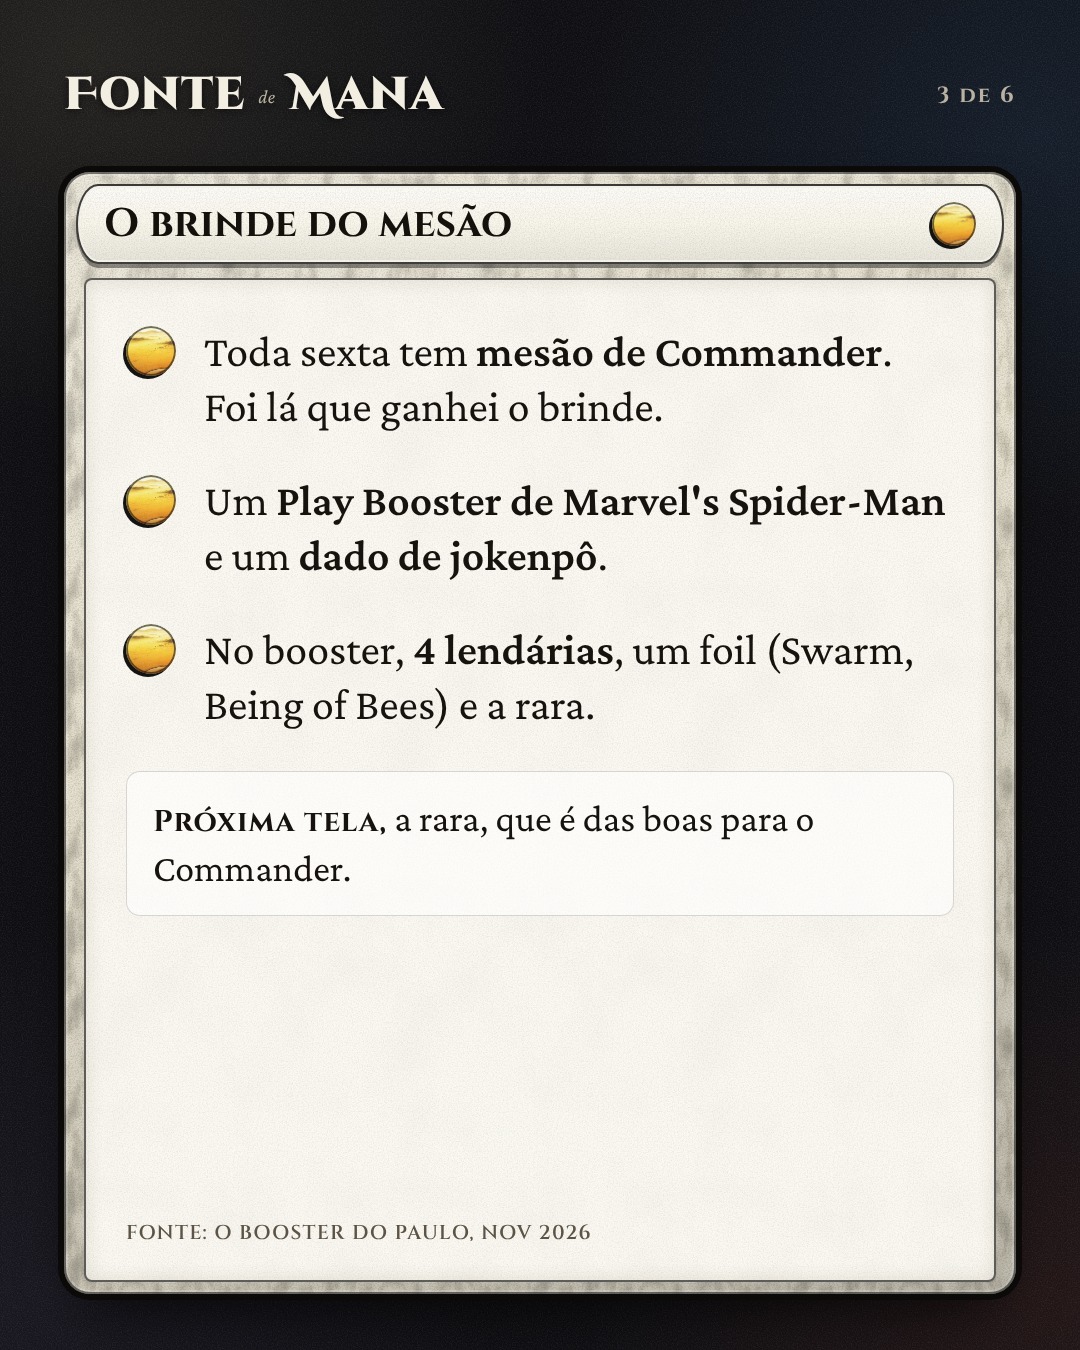 Fonte de Mana
3 de 6
O brinde do mesão
Toda sexta tem mesão de Commander.
Foi lá que ganhei o brinde.
Um Play Booster de Marvel's Spider-Man
e um dado de jokenpô.
No booster, 4 lendárias, um foil (Swarm,
Being of Bees) e a rara.
Próxima tela, a rara, que é das boas para o
Commander.
FONTE: O BOOSTER DO PAULO, NOV 2026